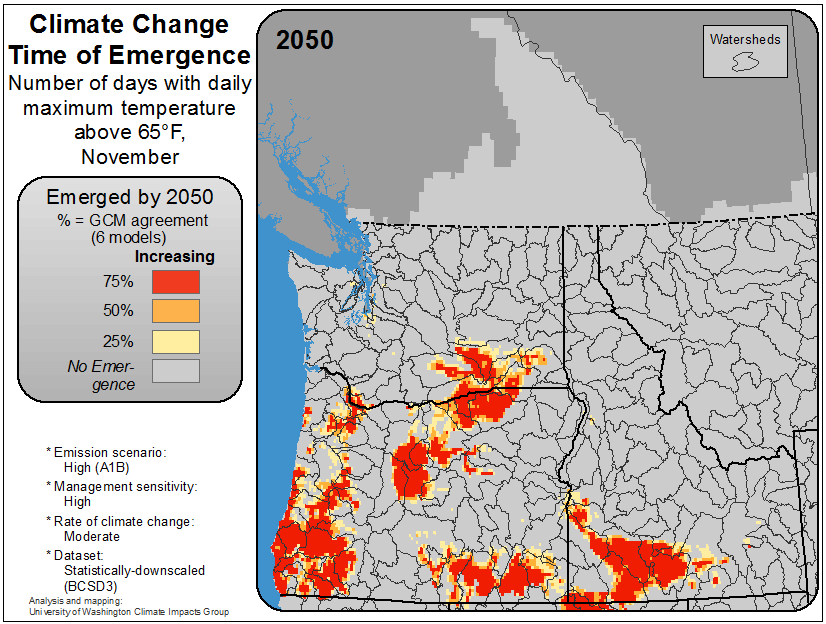 Climate Change
Time of Emergence
Number of days with daily
maximum temperature
above 65°F,
November
Emerged by 2050
% = GCM agreement
(6 models)
Increasing
75%
50%
25%
No Emer-
gence
* Emission scenario:
High (A1B)
* Management sensitivity:
High
* Rate of climate change:
Moderate
* Dataset:
Statistically-downscaled
(BCSD3)
Analysis and mapping:
University of Washington Climate Impacts Group
2050
Watersheds